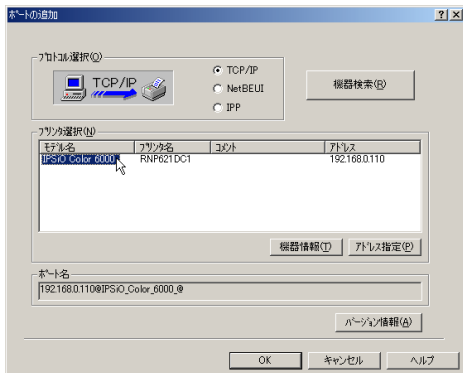 ポートの追加
プロトコル選択(O)
TCP/IP
TCP/IP
NetBEUI
IPP
機器検索(R)
プリンタ選択(N)
モデル名 プリンタ名 コメント アドレス
IPSiO Color 6000 RNP621DC1 192.168.0.110
機器情報(T) アドレス指定(P)
ポート名
192.168.0.110@IPSiO_Color_6000_@
バージョン情報(A)
OK キャンセル ヘルプ